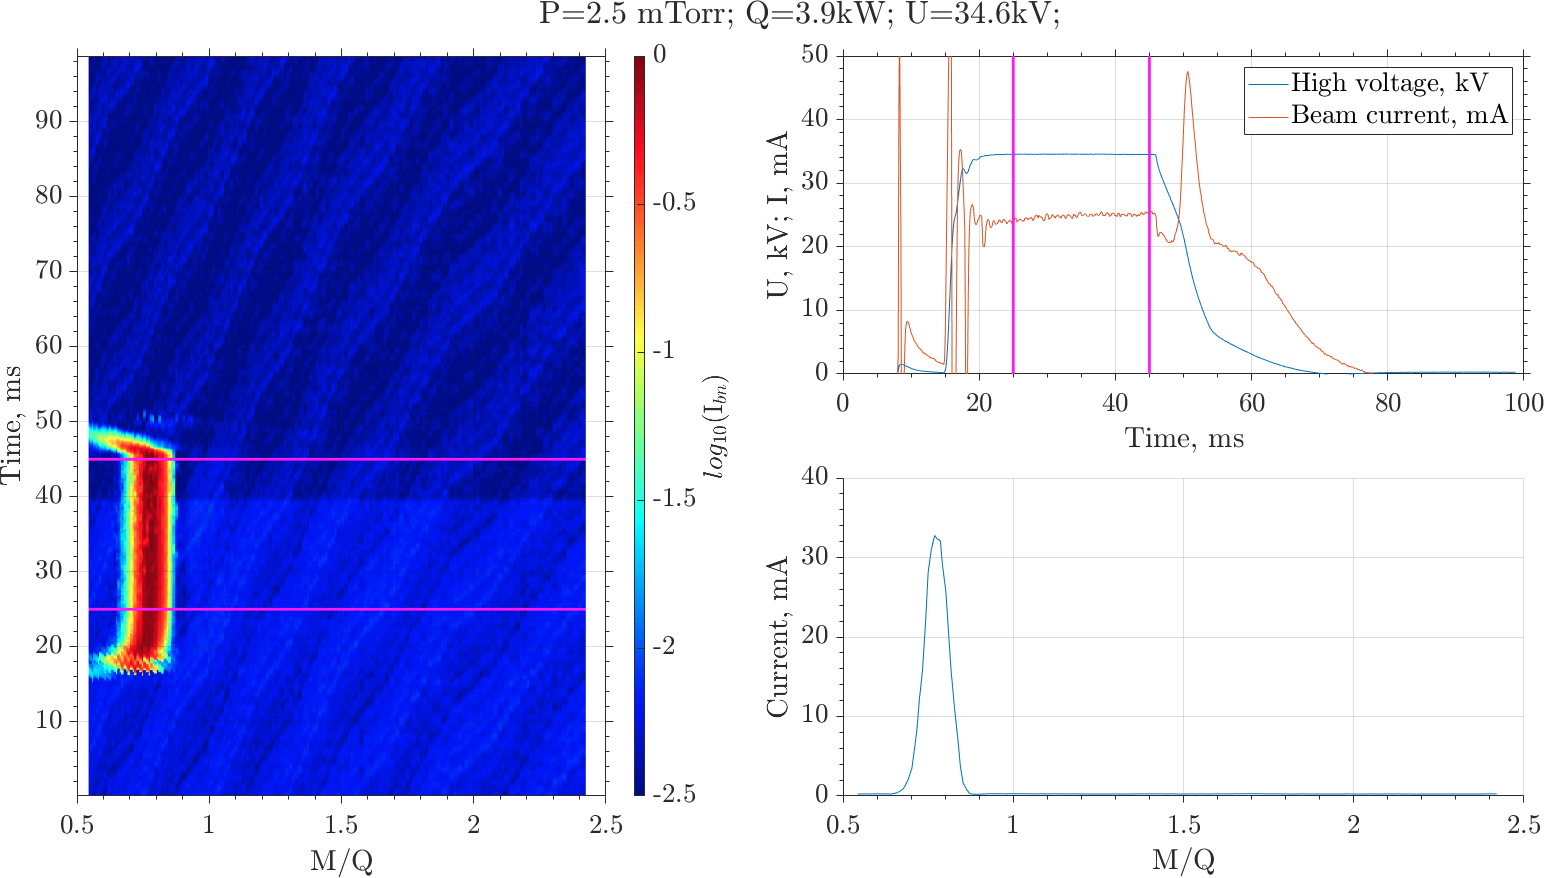 P=2.5 mTorr; Q=3.9kW; U=34.6kV;
Time, ms
90
80
70
60
50
40
30
20
10
0.5 1 1.5 2 2.5
M/Q
0
-0.5
-1
-1.5
-2
-2.5
log₁₀(I_bn)
U, kV; I, mA
50
40
30
20
10
0
High voltage, kV
Beam current, mA
0 20 40 60 80 100
Time, ms
Current, mA
40
30
20
10
0
0.5 1 1.5 2 2.5
M/Q